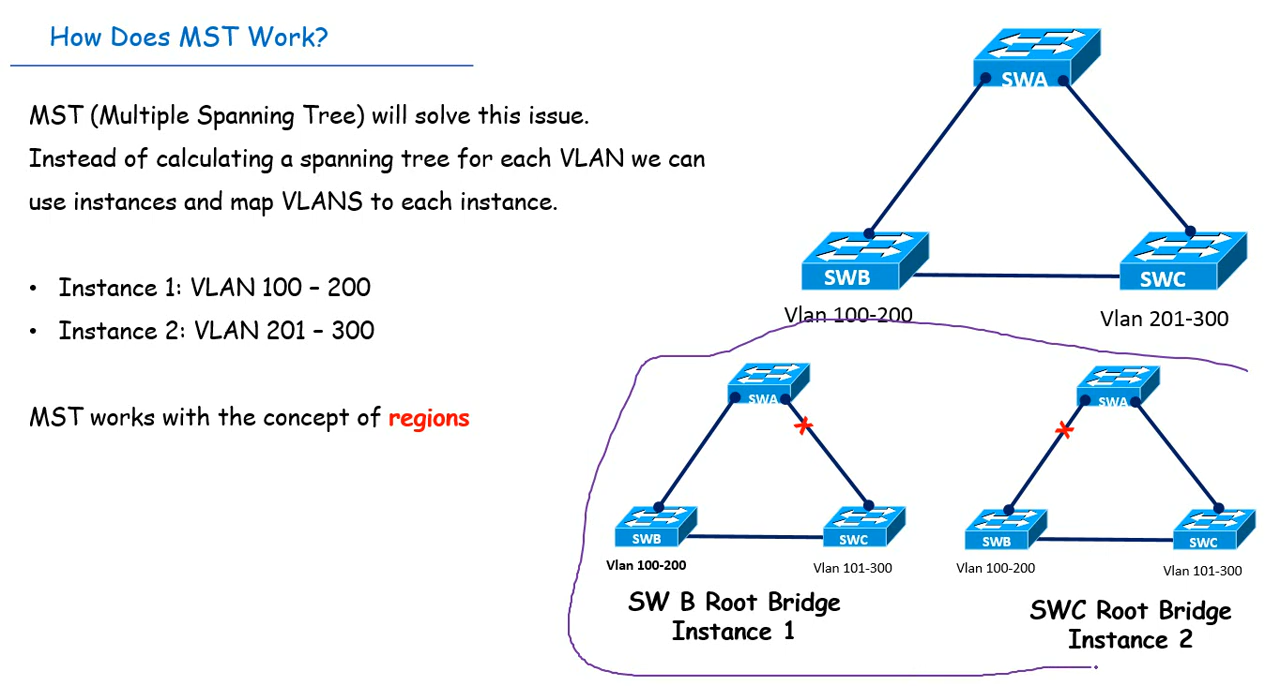 How Does MST Work?
MST (Multiple Spanning Tree) will solve this issue.
Instead of calculating a spanning tree for each VLAN we can
use instances and map VLANS to each instance.
• Instance 1: VLAN 100 – 200
• Instance 2: VLAN 201 – 300
MST works with the concept of regions
SWA
SWB
SWC
Vlan 100-200
Vlan 201-300
SWA
SWB
SWC
Vlan 100-200
Vlan 101-300
SW B Root Bridge
Instance 1
SWA
SWB
SWC
Vlan 100-200
Vlan 101-300
SWC Root Bridge
Instance 2